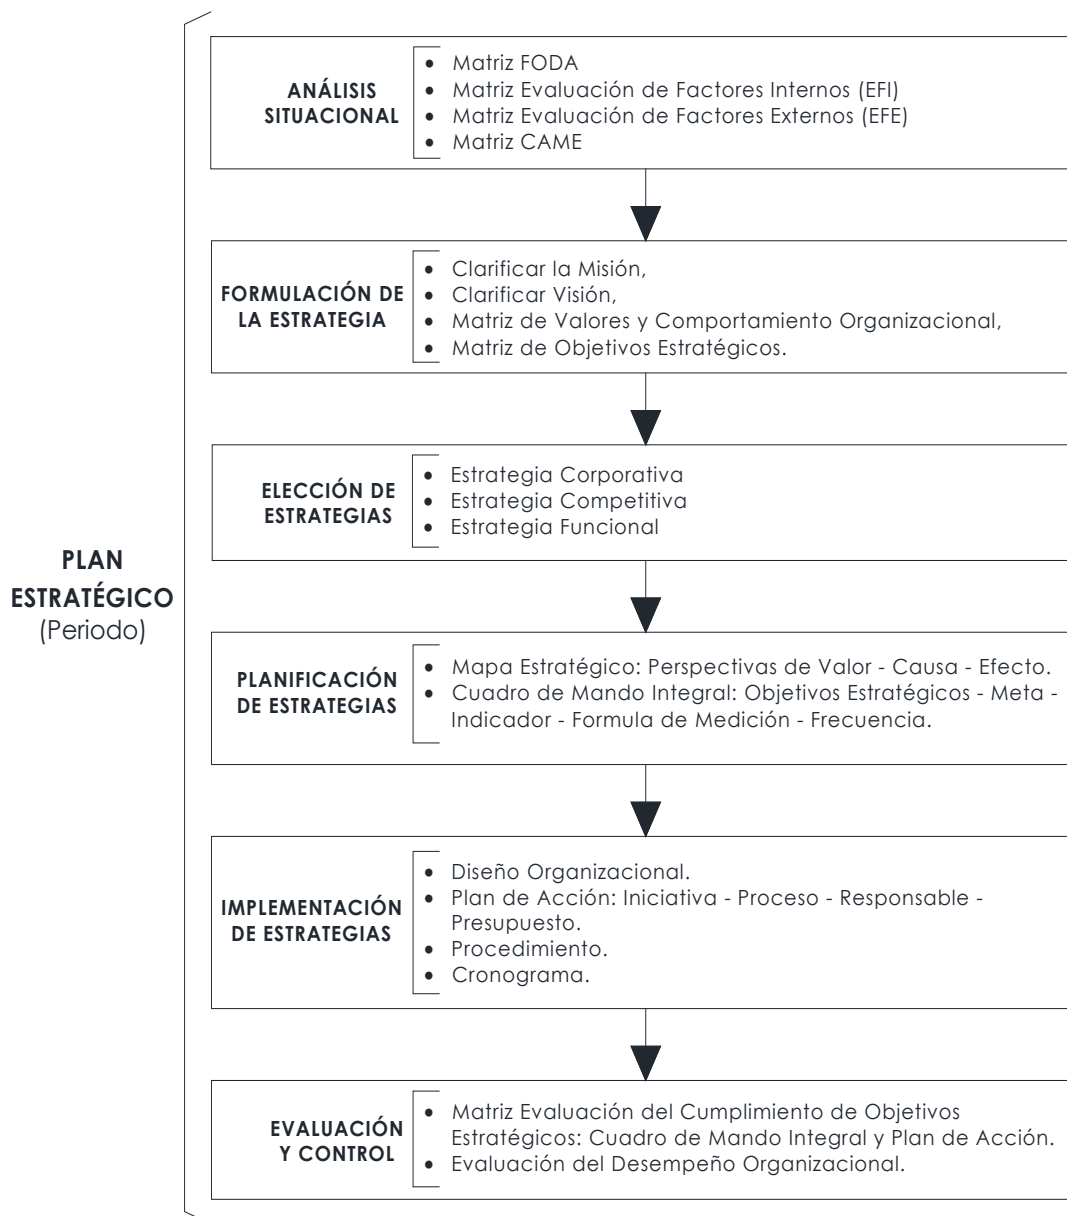 PLAN
ESTRATÉGICO
(Periodo)
ANÁLISIS
SITUACIONAL
• Matriz FODA
• Matriz Evaluación de Factores Internos (EFI)
• Matriz Evaluación de Factores Externos (EFE)
• Matriz CAME
FORMULACIÓN DE
LA ESTRATEGIA
• Clarificar la Misión,
• Clarificar Visión,
• Matriz de Valores y Comportamiento Organizacional,
• Matriz de Objetivos Estratégicos.
ELECCIÓN DE
ESTRATEGIAS
• Estrategia Corporativa
• Estrategia Competitiva
• Estrategia Funcional
PLANIFICACIÓN
DE ESTRATEGIAS
• Mapa Estratégico: Perspectivas de Valor - Causa - Efecto.
• Cuadro de Mando Integral: Objetivos Estratégicos - Meta -
Indicador - Formula de Medición - Frecuencia.
IMPLEMENTACIÓN
DE ESTRATEGIAS
• Diseño Organizacional.
• Plan de Acción: Iniciativa - Proceso - Responsable -
Presupuesto.
• Procedimiento.
• Cronograma.
EVALUACIÓN
Y CONTROL
• Matriz Evaluación del Cumplimiento de Objetivos
Estratégicos: Cuadro de Mando Integral y Plan de Acción.
• Evaluación del Desempeño Organizacional.